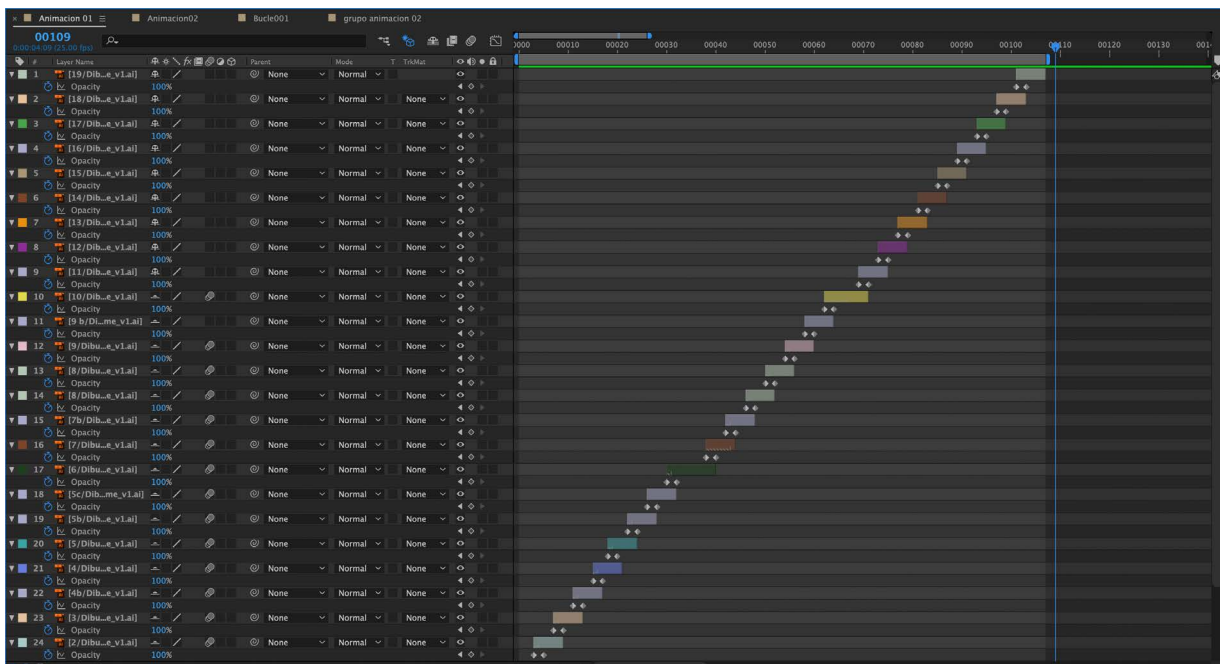 × Animacion 01 ≡ Animacion02 Bucle001 grupo animacion 02
00109
0:00:04:09 (25.00 fps)
0000 00010 00020 00030 00040 00050 00060 00070 00080 00090 00100 00110 00120 00130 0014
# Layer Name Parent Mode T TrkMat
1 [19/Dib...e_v1.ai] None Normal
Opacity 100%
2 [18/Dib...e_v1.ai] None Normal None
Opacity 100%
3 [17/Dib...e_v1.ai] None Normal None
Opacity 100%
4 [16/Dib...e_v1.ai] None Normal None
Opacity 100%
5 [15/Dib...e_v1.ai] None Normal None
Opacity 100%
6 [14/Dib...e_v1.ai] None Normal None
Opacity 100%
7 [13/Dib...e_v1.ai] None Normal None
Opacity 100%
8 [12/Dib...e_v1.ai] None Normal None
Opacity 100%
9 [11/Dib...e_v1.ai] None Normal None
Opacity 100%
10 [10/Dib...e_v1.ai] None Normal None
Opacity 100%
11 [9 b/Di...me_v1.ai] None Normal None
Opacity 100%
12 [9/Dibu...e_v1.ai] None Normal None
Opacity 100%
13 [8/Dibu...e_v1.ai] None Normal None
Opacity 100%
14 [8/Dibu...e_v1.ai] None Normal None
Opacity 100%
15 [7b/Dib...e_v1.ai] None Normal None
Opacity 100%
16 [7/Dibu...e_v1.ai] None Normal None
Opacity 100%
17 [6/Dibu...e_v1.ai] None Normal None
Opacity 100%
18 [5c/Dib...me_v1.ai] None Normal None
Opacity 100%
19 [5b/Dib...e_v1.ai] None Normal None
Opacity 100%
20 [5/Dibu...e_v1.ai] None Normal None
Opacity 100%
21 [4/Dibu...e_v1.ai] None Normal None
Opacity 100%
22 [4b/Dib...e_v1.ai] None Normal None
Opacity 100%
23 [3/Dibu...e_v1.ai] None Normal None
Opacity 100%
24 [2/Dibu...e_v1.ai] None Normal None
Opacity 100%